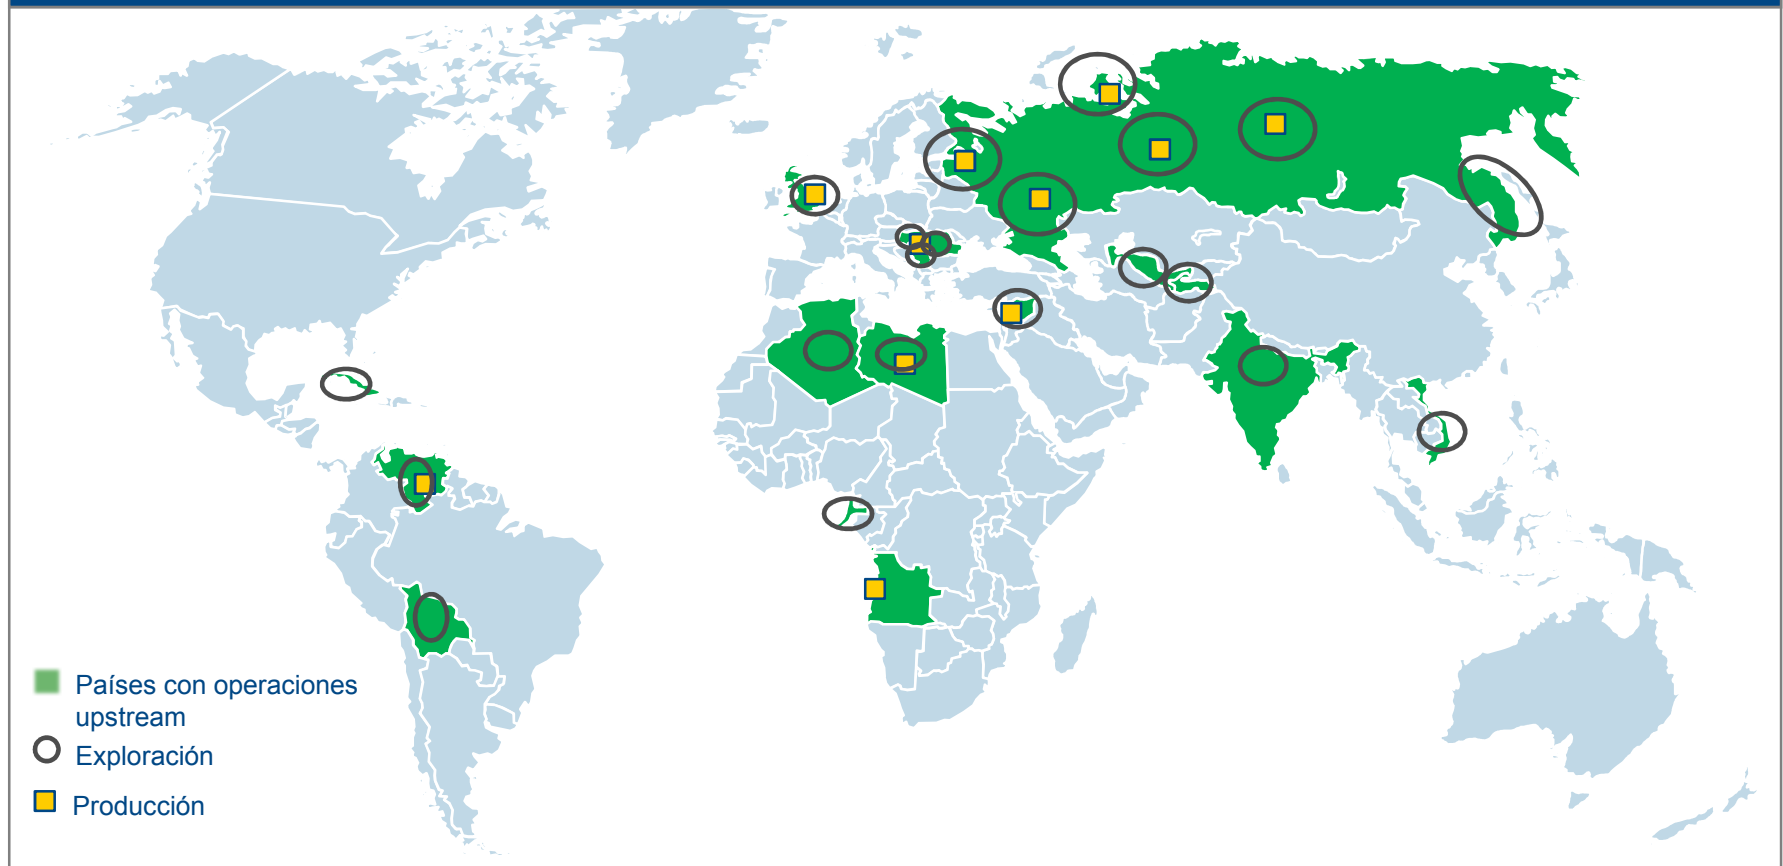 Países con operaciones
upstream
Exploración
Producción